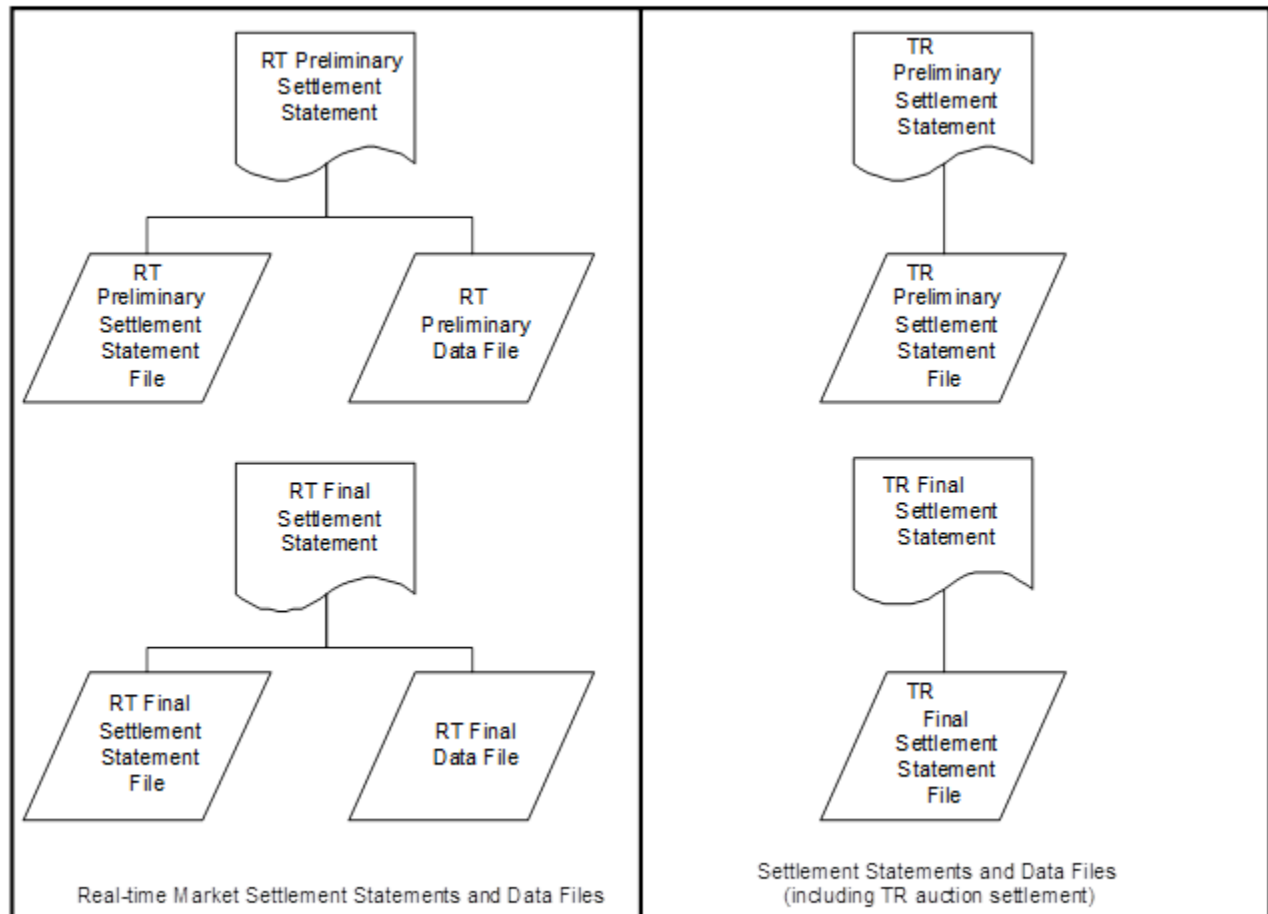 RT Preliminary
Settlement
Statement
RT
Preliminary
Settlement
Statement
File
RT
Preliminary
Data File
RT Final
Settlement
Statement
RT Final
Settlement
Statement
File
RT Final
Data File
Real-time Market Settlement Statements and Data Files
TR
Preliminary
Settlement
Statement
TR
Preliminary
Settlement
Statement
File
TR Final
Settlement
Statement
TR
Final
Settlement
Statement
File
Settlement Statements and Data Files
(including TR auction settlement)